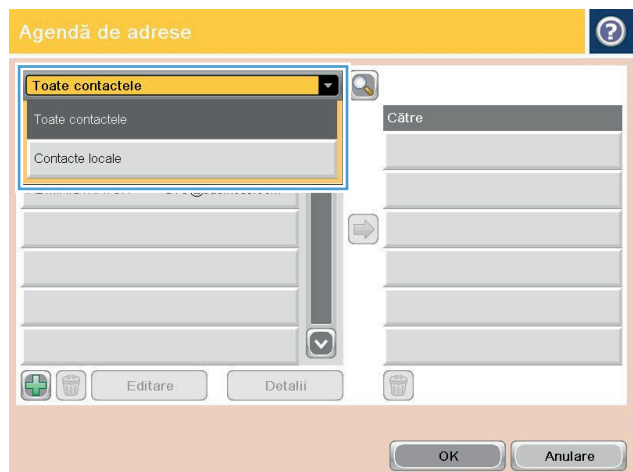 Agendă de adrese
Toate contactele
Toate contactele
Contacte locale
Către
Editare
Detalii
OK
Anulare